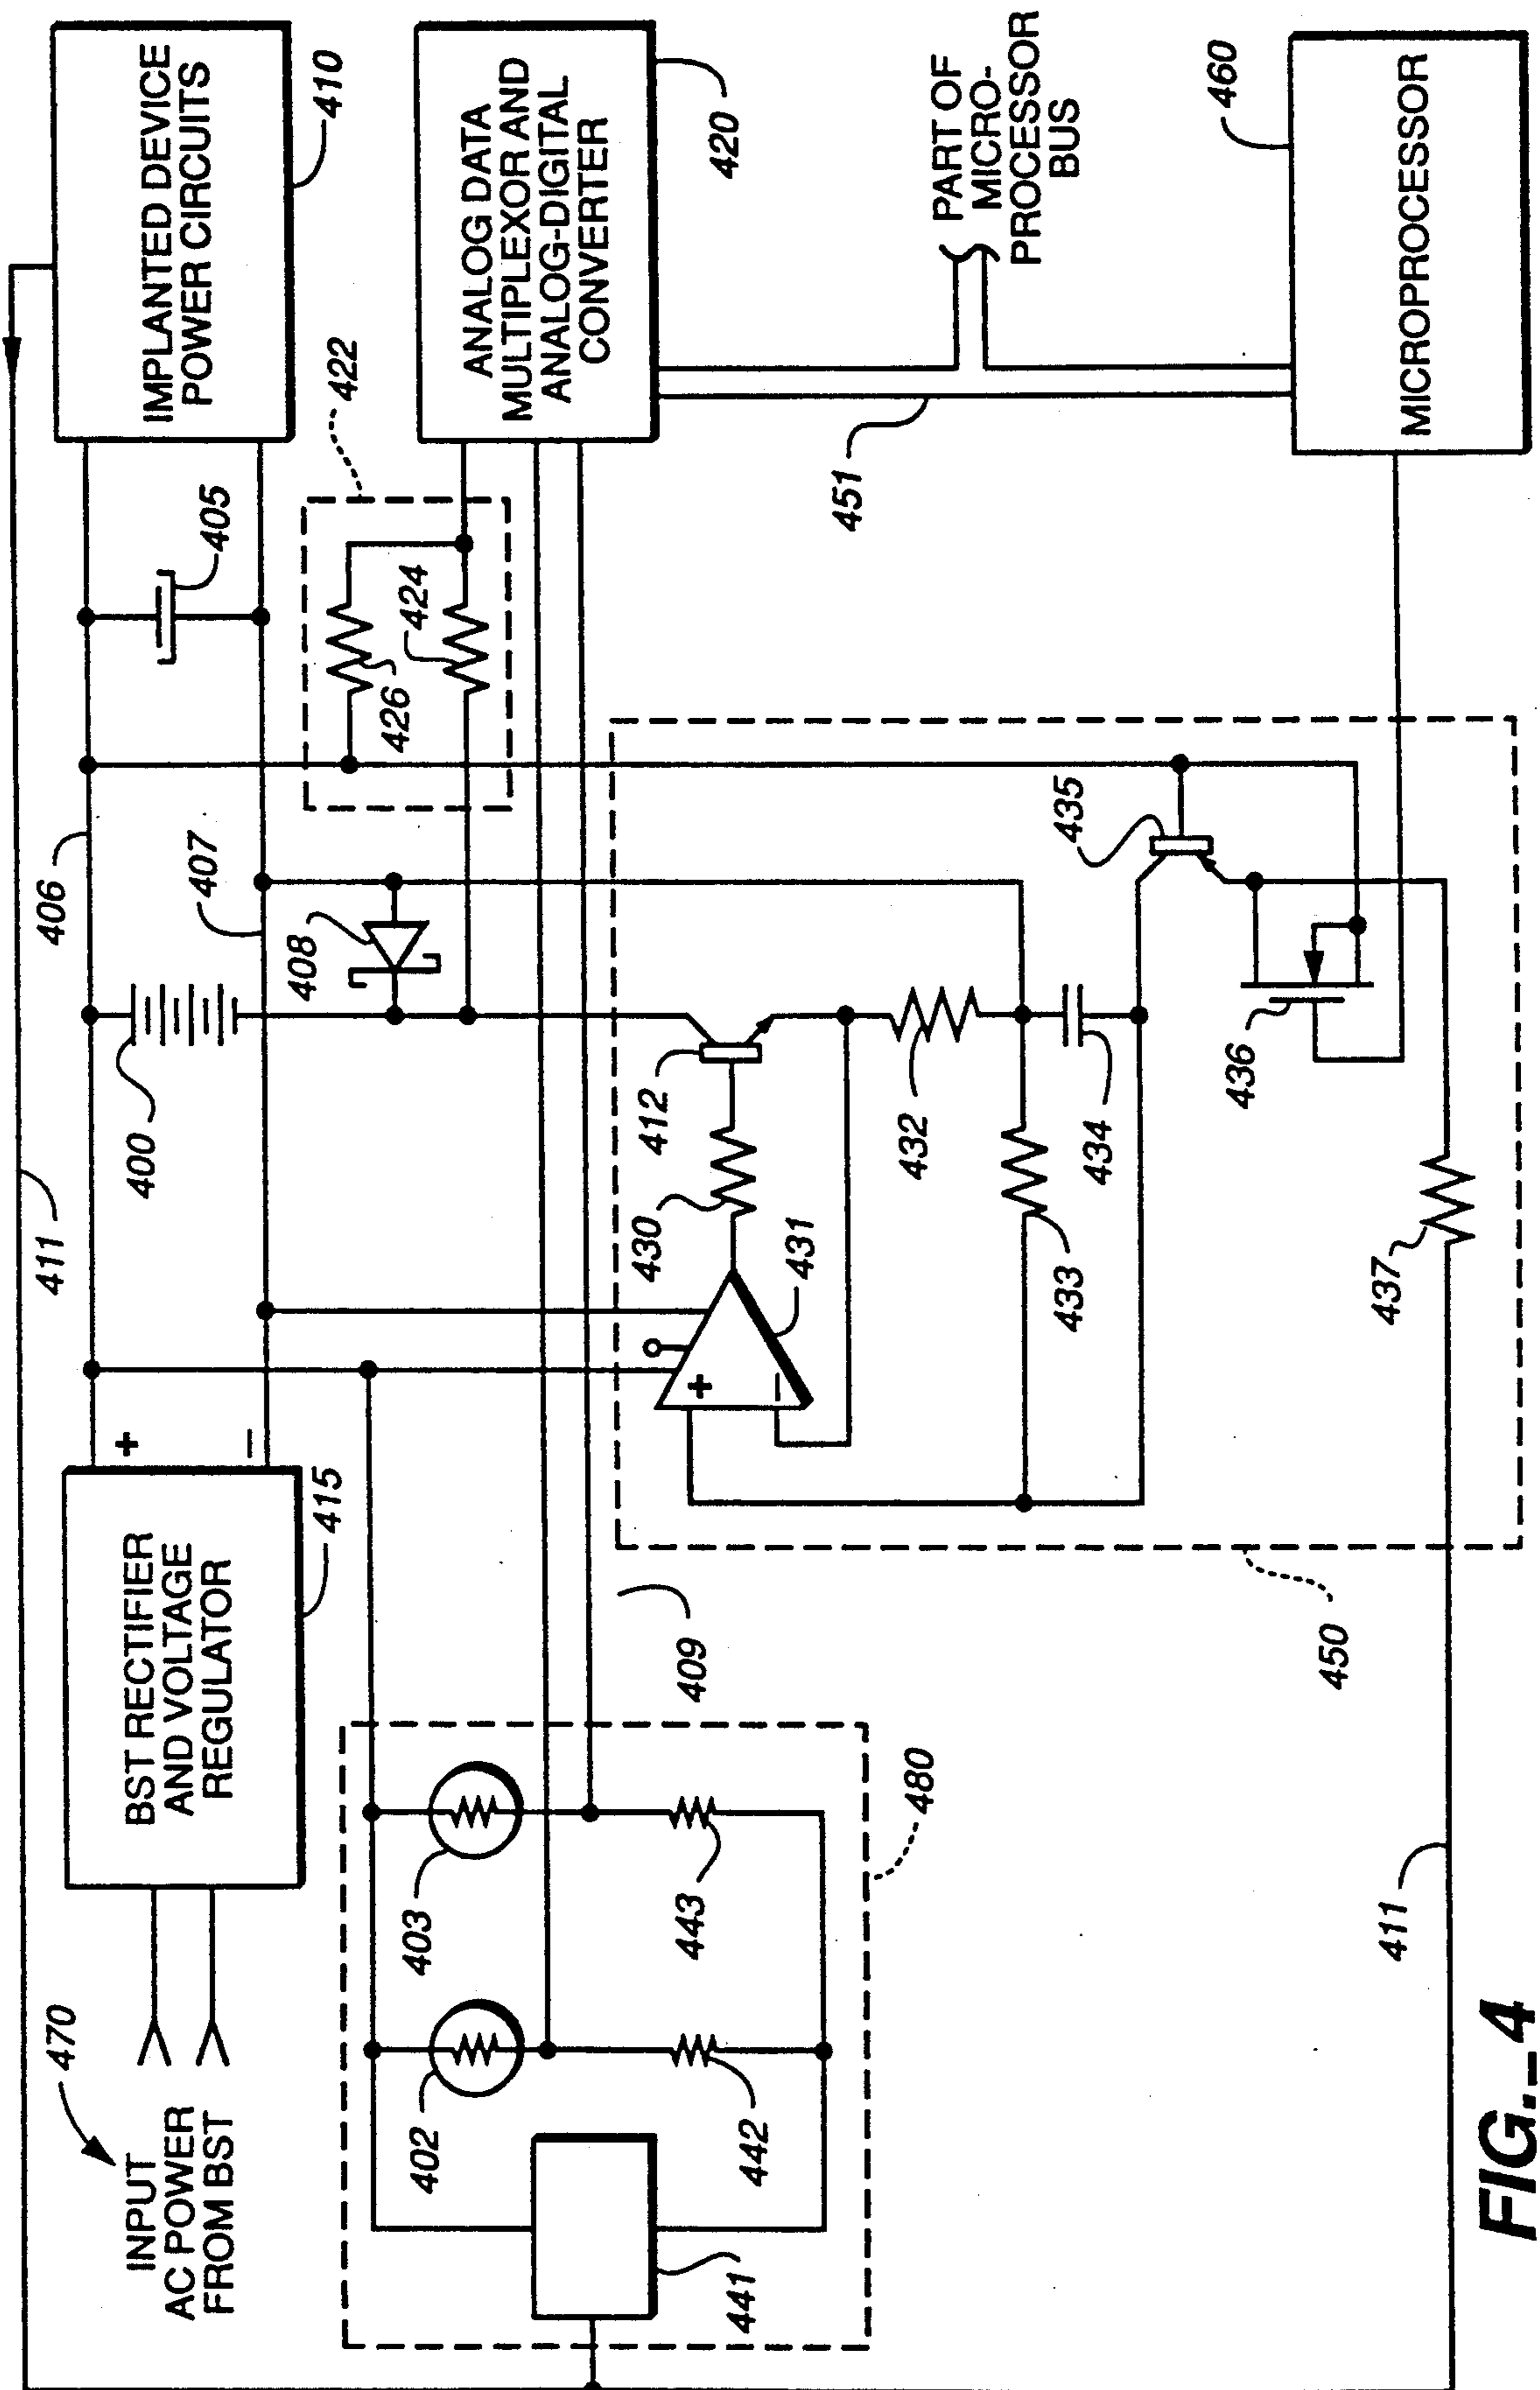 470
INPUT
AC POWER
FROM BST
BST RECTIFIER
AND VOLTAGE
REGULATOR
415
+
–
411
406
407
400
408
405
IMPLANTED DEVICE
POWER CIRCUITS
410
422
426
424
ANALOG DATA
MULTIPLEXOR AND
ANALOG-DIGITAL
CONVERTER
420
402
403
441
442
443
480
409
430
412
431
+
–
432
433
434
435
436
437
450
451
PART OF
MICRO-
PROCESSOR
BUS
460
MICROPROCESSOR
411
FIG._4